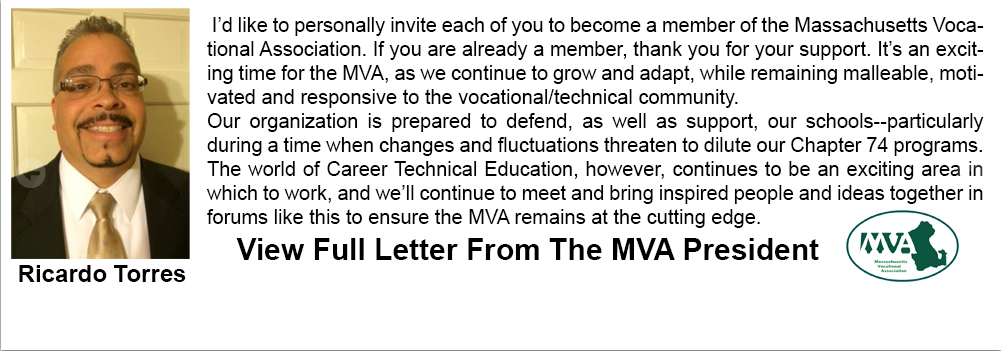 I'd like to personally invite each of you to become a member of the Massachusetts Voca-
tional Association. If you are already a member, thank you for your support. It's an excit-
ing time for the MVA, as we continue to grow and adapt, while remaining malleable, moti-
vated and responsive to the vocational/technical community.
Our organization is prepared to defend, as well as support, our schools--particularly
during a time when changes and fluctuations threaten to dilute our Chapter 74 programs.
The world of Career Technical Education, however, continues to be an exciting area in
which to work, and we'll continue to meet and bring inspired people and ideas together in
forums like this to ensure the MVA remains at the cutting edge.
View Full Letter From The MVA President
Ricardo Torres
MVA
Massachusetts
Vocational
Association